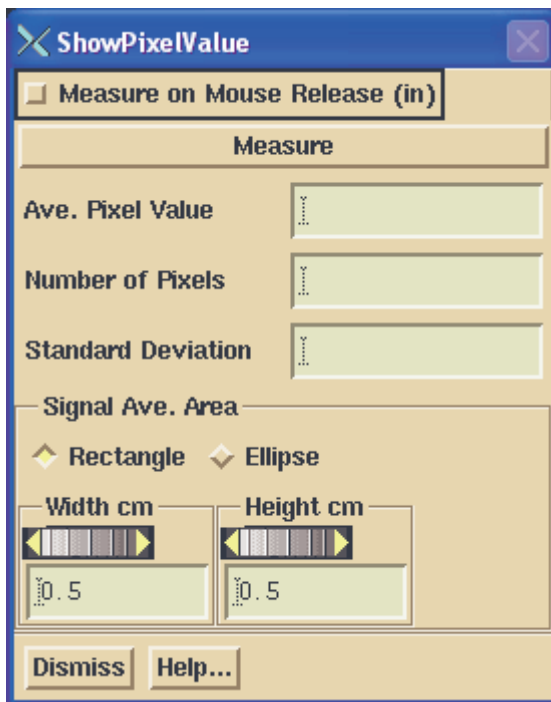 ShowPixelValue
Measure on Mouse Release (in)
Measure
Ave. Pixel Value
Number of Pixels
Standard Deviation
Signal Ave. Area
Rectangle Ellipse
Width cm Height cm
0.5 0.5
Dismiss Help...